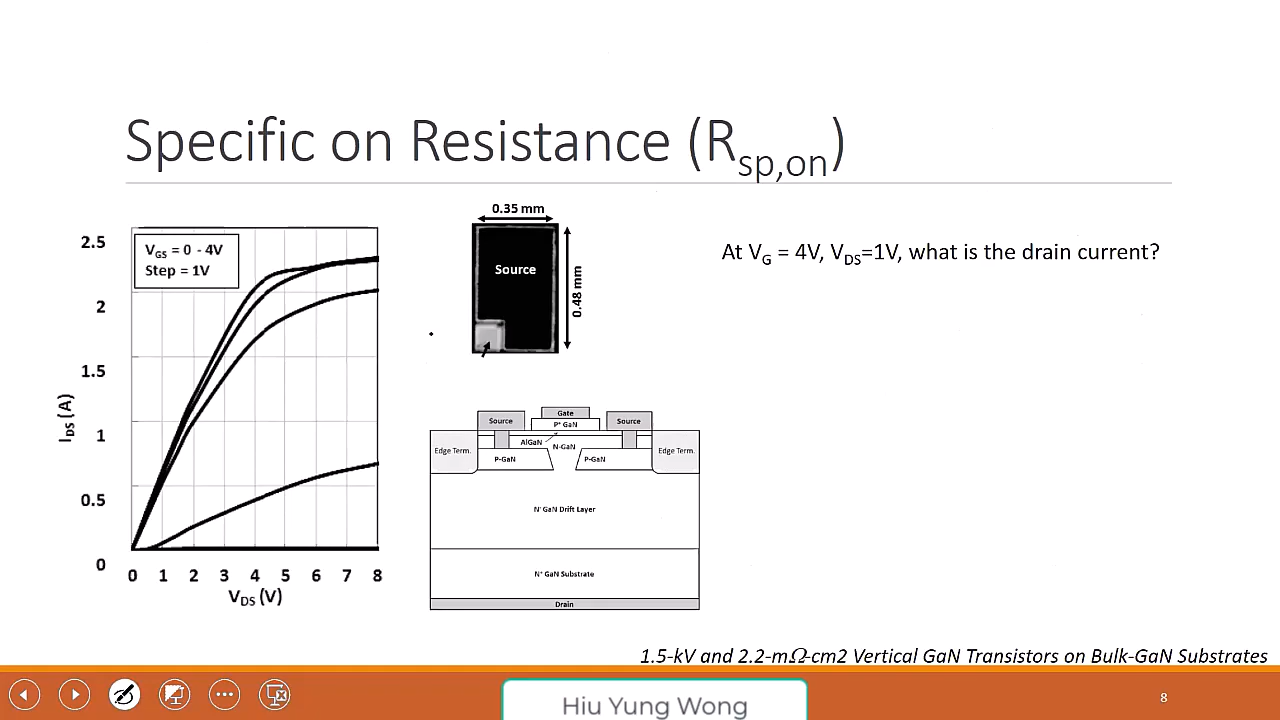 Specific on Resistance (Rsp,on)
2.5
2
1.5
1
0.5
0
IDS (A)
VGS = 0 - 4V
Step = 1V
0 1 2 3 4 5 6 7 8
VDS (V)
0.35 mm
Source
0.48 mm
At VG = 4V, VDS=1V, what is the drain current?
Gate
Source
P+ GaN
Source
Edge Term.
AlGaN
N-GaN
Edge Term.
P-GaN
P-GaN
N- GaN Drift Layer
N+ GaN Substrate
Drain
1.5-kV and 2.2-mΩ-cm2 Vertical GaN Transistors on Bulk-GaN Substrates
8
Hiu Yung Wong